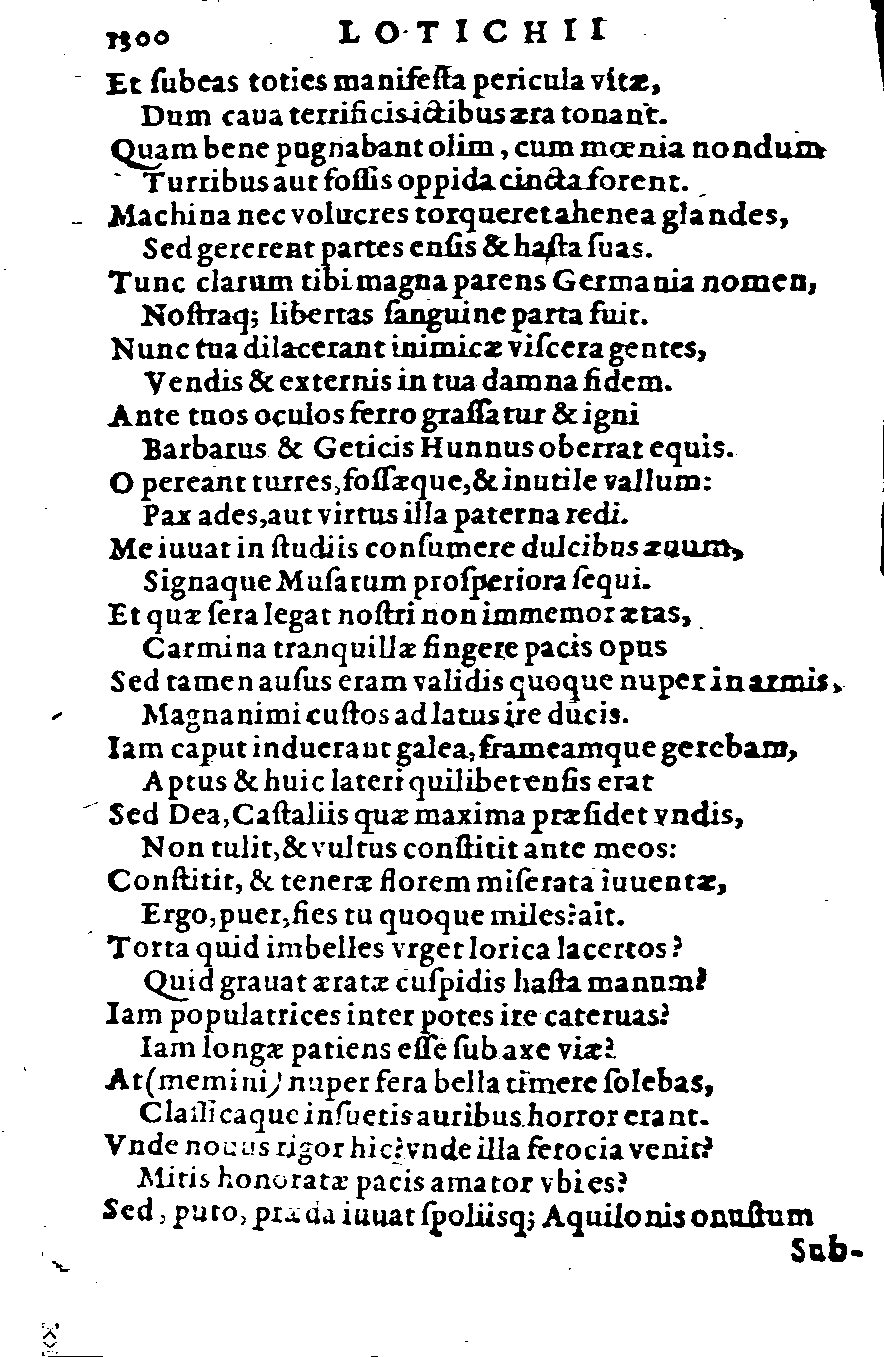 1300 LOTICHII
Et ſubeas toties manifeſta pericula vitæ,
Dum caua terrificis ictibus æra tonant.
Quam bene pugnabant olim, cum mœnia nondum
Turribus aut foſſis oppida cincta forent.
Machina nec volucres torqueret ahenea glandes,
Sed gererent partes enſis & haſta ſuas.
Tunc clarum tibi magna parens Germania nomen,
Noſtraq; libertas ſanguine parta fuit.
Nunc tua dilacerant inimicæ viſcera gentes,
Vendis & externis in tua damna fidem.
Ante tuos oculos ferro graſſatur & igni
Barbarus & Geticis Hunnus oberrat equis.
O pereant turres, foſſæque, & inutile vallum:
Pax ades, aut virtus illa paterna redi.
Me iuuat in ſtudiis conſumere dulcibus æuum,
Signaque Muſarum proſperiora ſequi.
Et quæ ſera legat noſtri non immemor ætas,
Carmina tranquillæ fingere pacis opus
Sed tamen auſus eram validis quoque nuper in armis,
Magnanimi cuſtos ad latus ire ducis.
Iam caput induerant galea, frameamque gerebam,
Aptus & huic lateri quilibet enſis erat
Sed Dea, Caſtaliis quæ maxima præſidet vndis,
Non tulit, & vultus conſtitit ante meos:
Conſtitit, & teneræ florem miſerata iuuentæ,
Ergo, puer, fies tu quoque miles? ait.
Torta quid imbelles vrget lorica lacertos?
Quid grauat æratæ cuſpidis haſta manum?
Iam populatrices inter potes ire cateruas?
Iam longæ patiens eſſe ſub axe viæ?
At (memini) nuper fera bella timere ſolebas,
Claſſicaque inſuetis auribus horror erant.
Vnde nouus rigor hic? vnde illa ferocia venit?
Mitis honoratæ pacis amator vbi es?
Sed, puto, præda iuuat ſpoliisq; Aquilonis onuſtum
Sub-